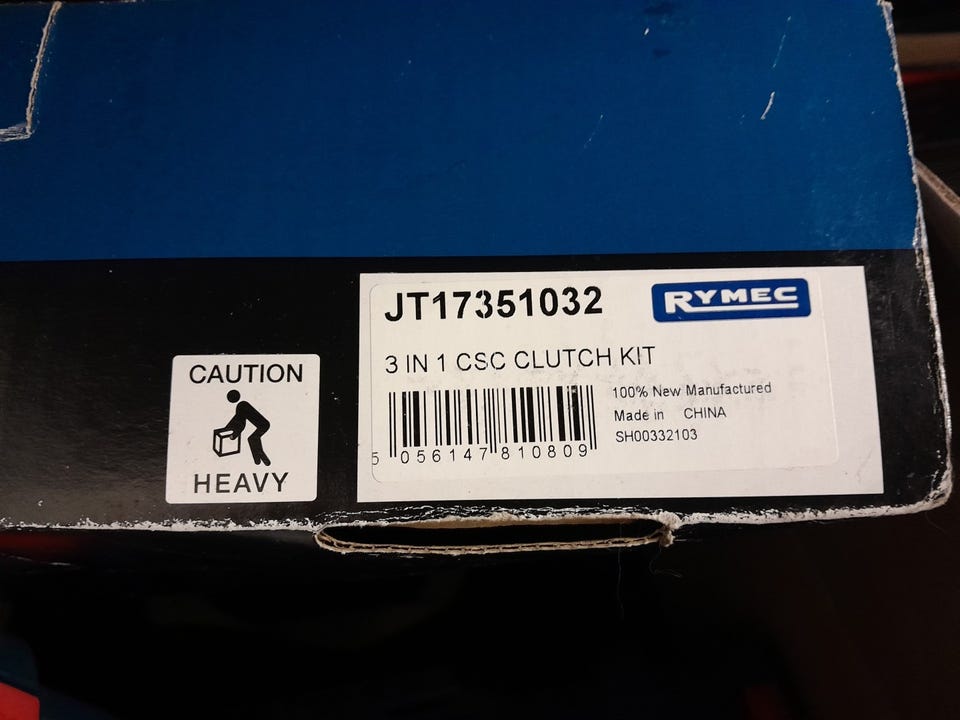 JT17351032
RYMEC
3 IN 1 CSC CLUTCH KIT
100% New Manufactured
Made in CHINA
SH00332103
5 056147 810809
CAUTION
HEAVY